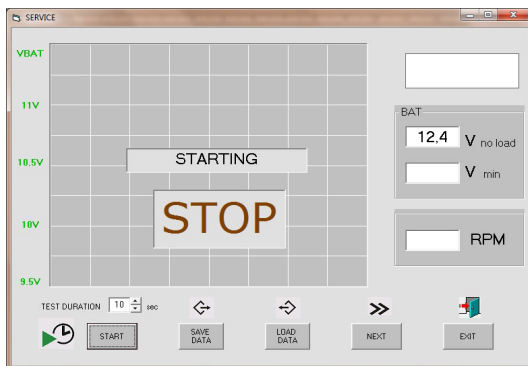 SERVICE
VBAT
11V
10.5V
10V
9.5V
STARTING
STOP
BAT
12,4 V no load
V min
RPM
TEST DURATION 10 sec
START
SAVE
DATA
LOAD
DATA
NEXT
EXIT